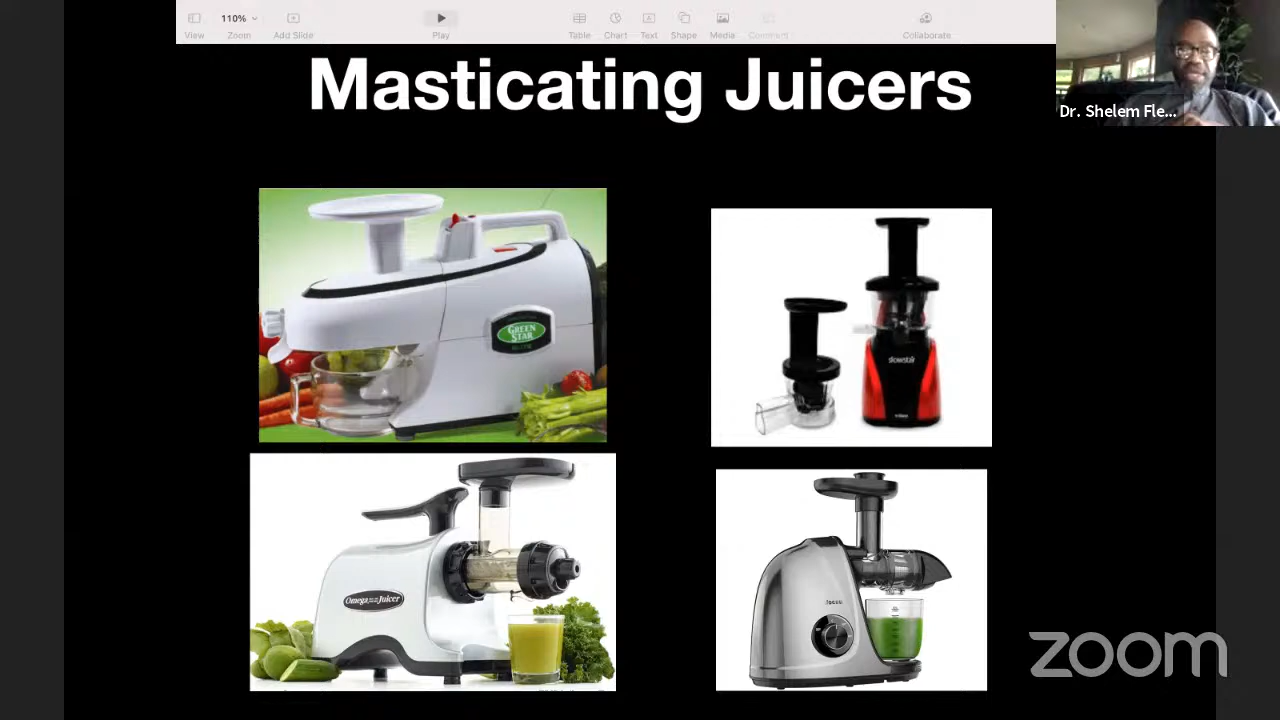 110%
View
Zoom
Add Slide
Play
Table
Chart
Text
Shape
Media
Comment
Collaborate
Dr. Shelem Fle...
Masticating Juicers
GREEN
STAR
slowstar
Omega Juicer
zoom